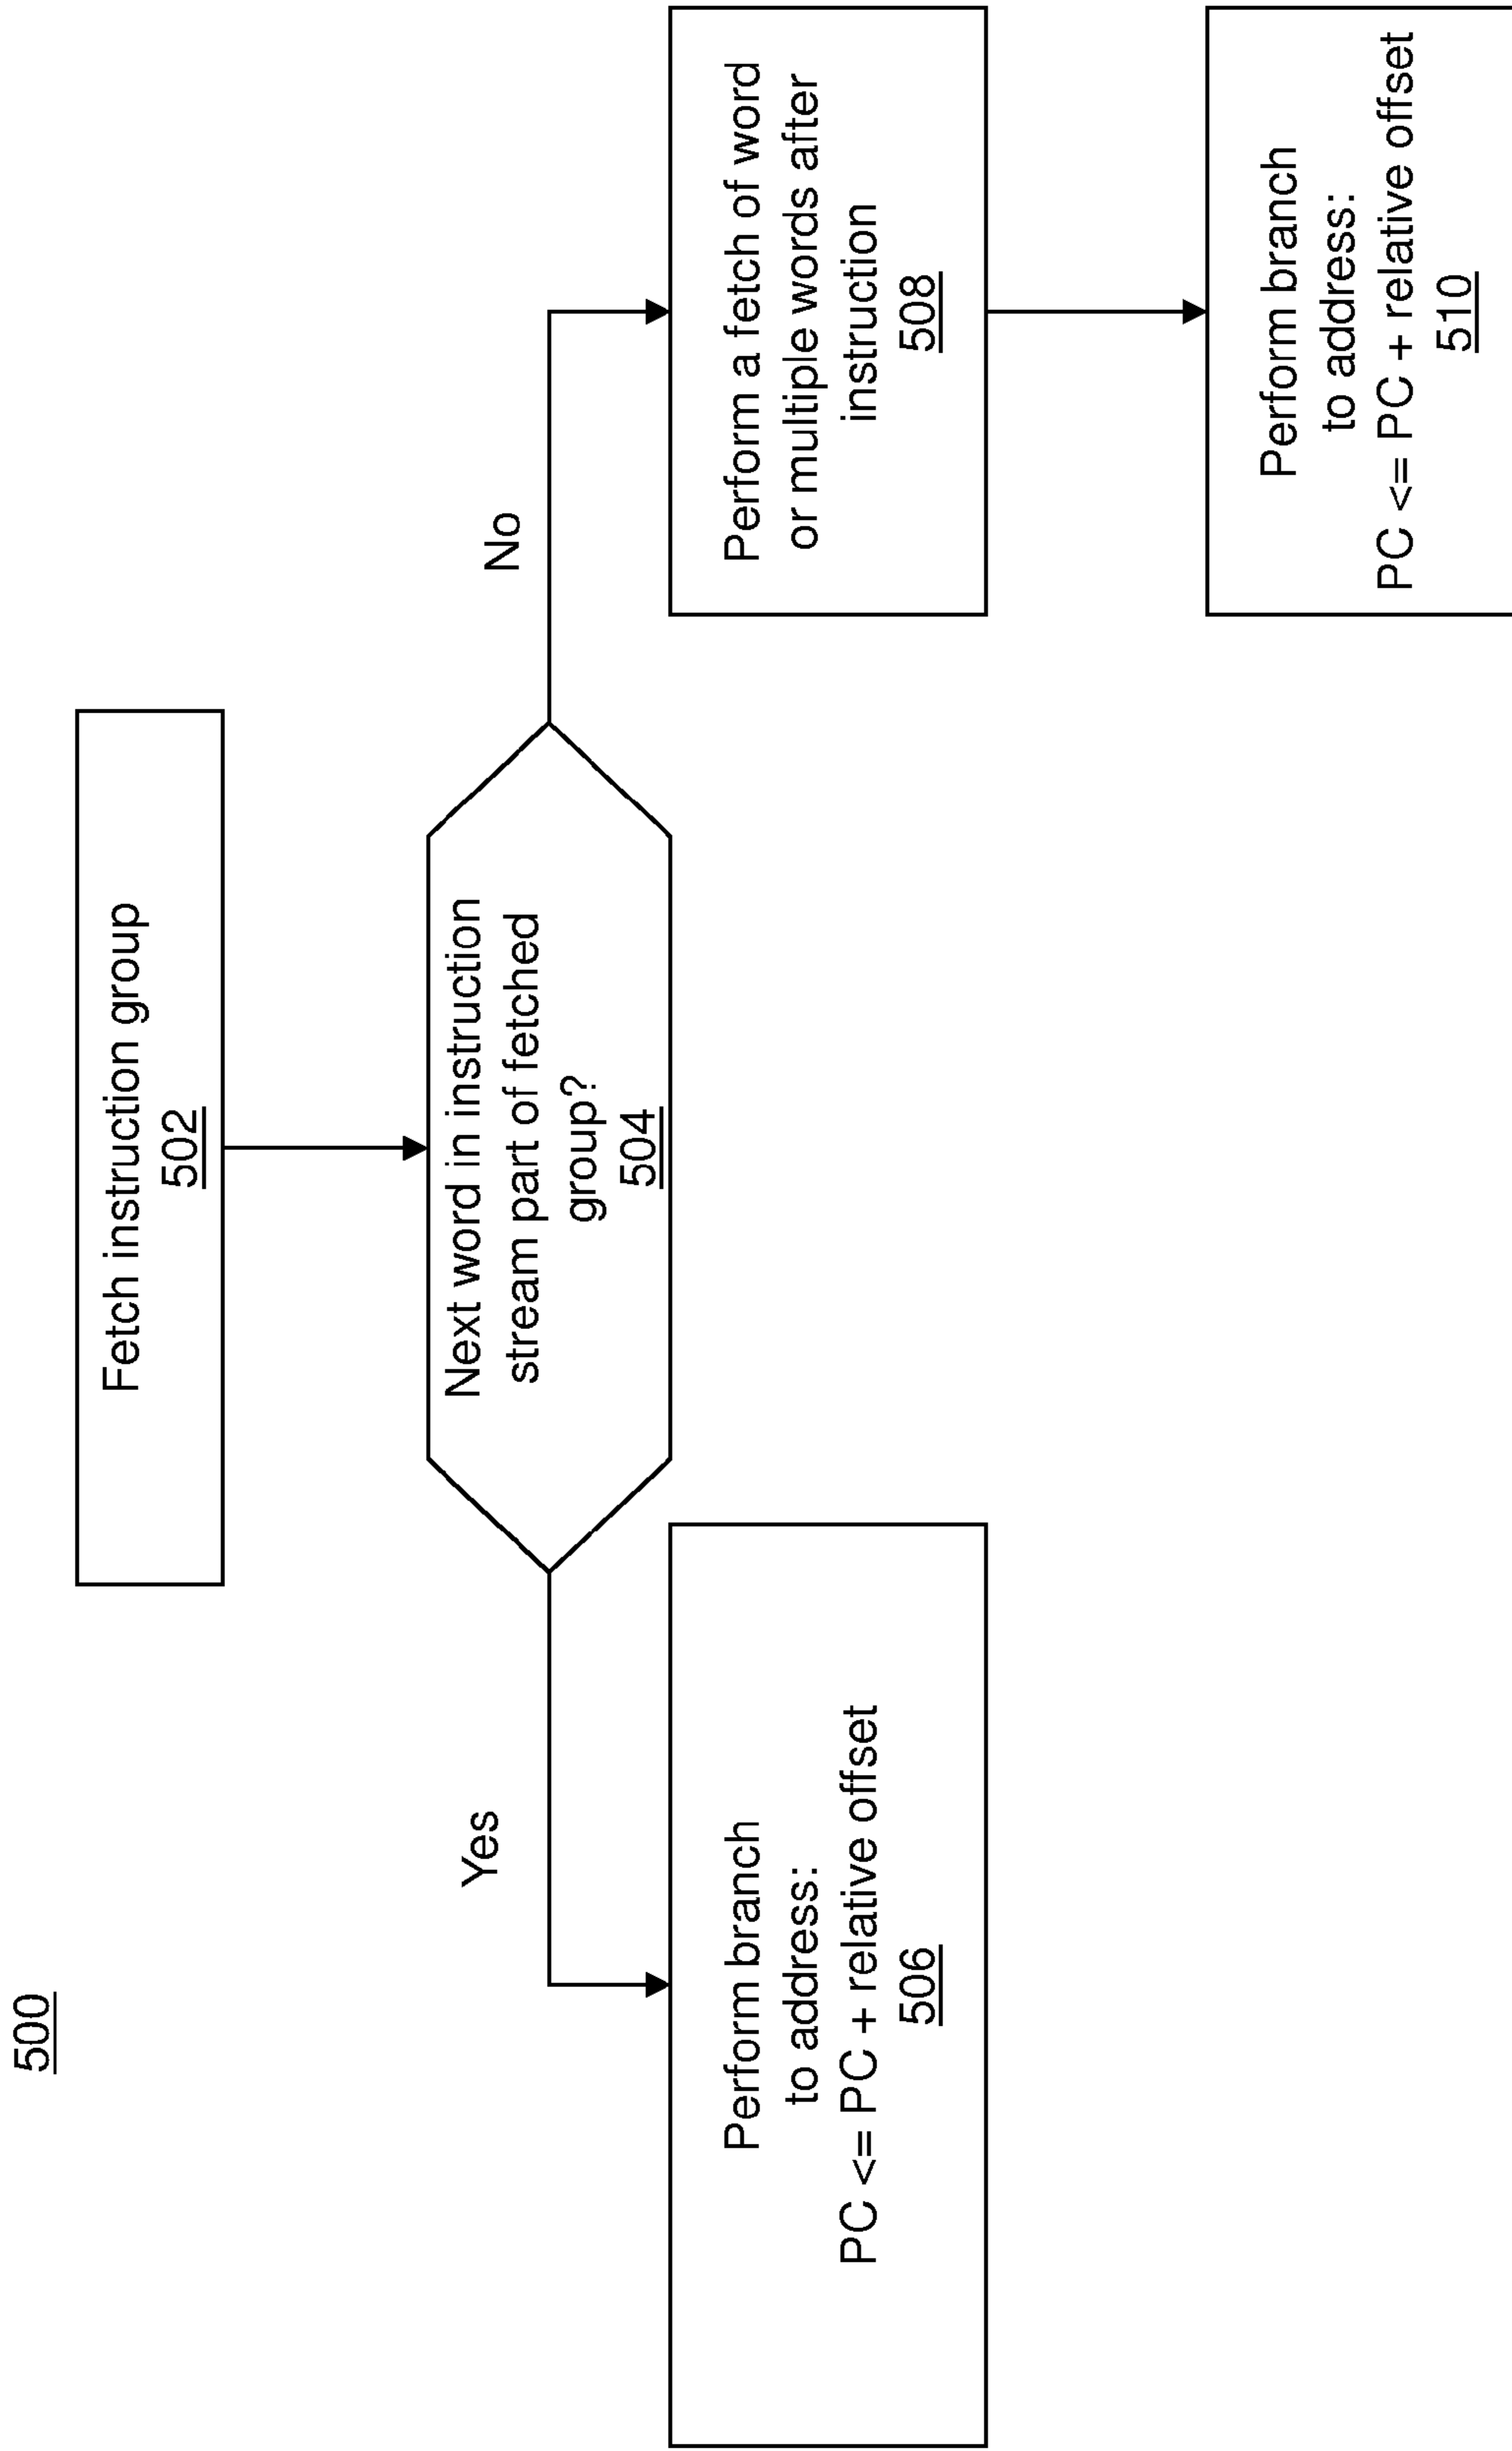 500
Fetch instruction group
502
Next word in instruction
stream part of fetched
group?
504
Yes
No
Perform branch
to address:
PC <= PC + relative offset
506
Perform a fetch of word
or multiple words after
instruction
508
Perform branch
to address:
PC <= PC + relative offset
510